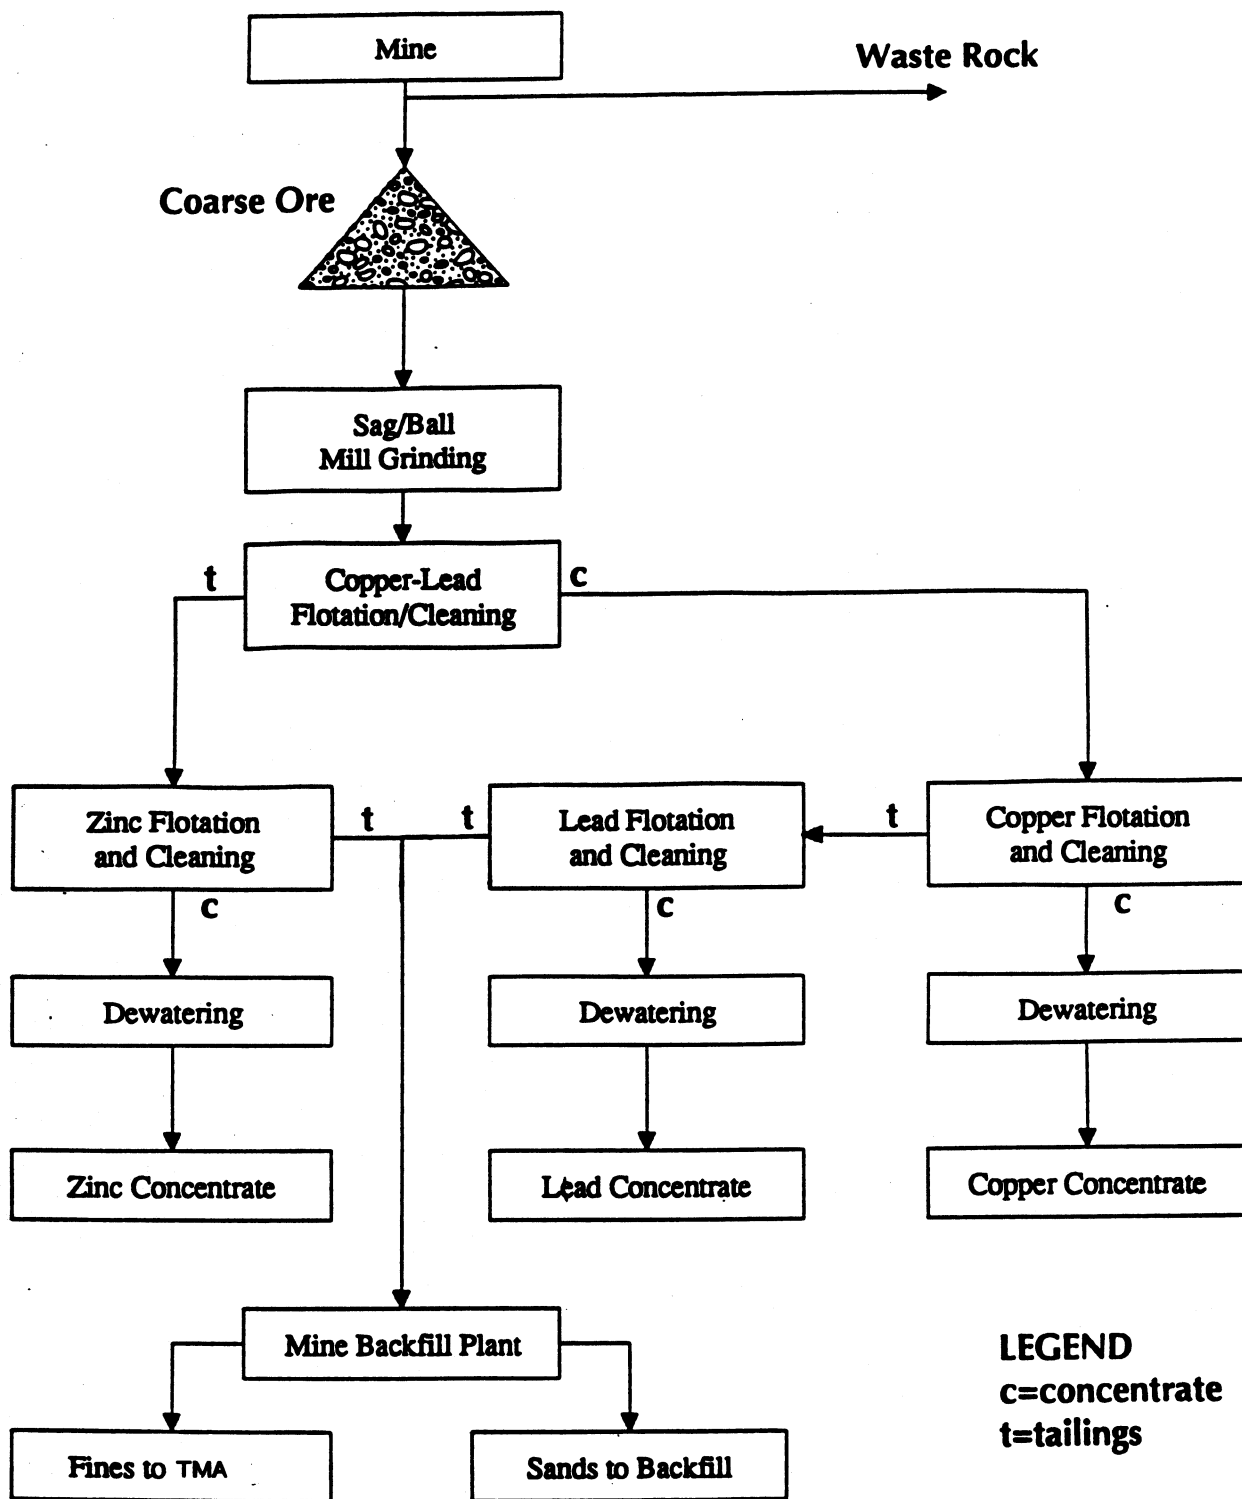 Mine
Waste Rock
Coarse Ore
Sag/Ball
Mill Grinding
t
Copper-Lead
Flotation/Cleaning
c
Zinc Flotation
and Cleaning
t
t
Lead Flotation
and Cleaning
t
Copper Flotation
and Cleaning
c
c
c
Dewatering
Dewatering
Dewatering
Zinc Concentrate
Lead Concentrate
Copper Concentrate
Mine Backfill Plant
LEGEND
c=concentrate
t=tailings
Fines to TMA
Sands to Backfill